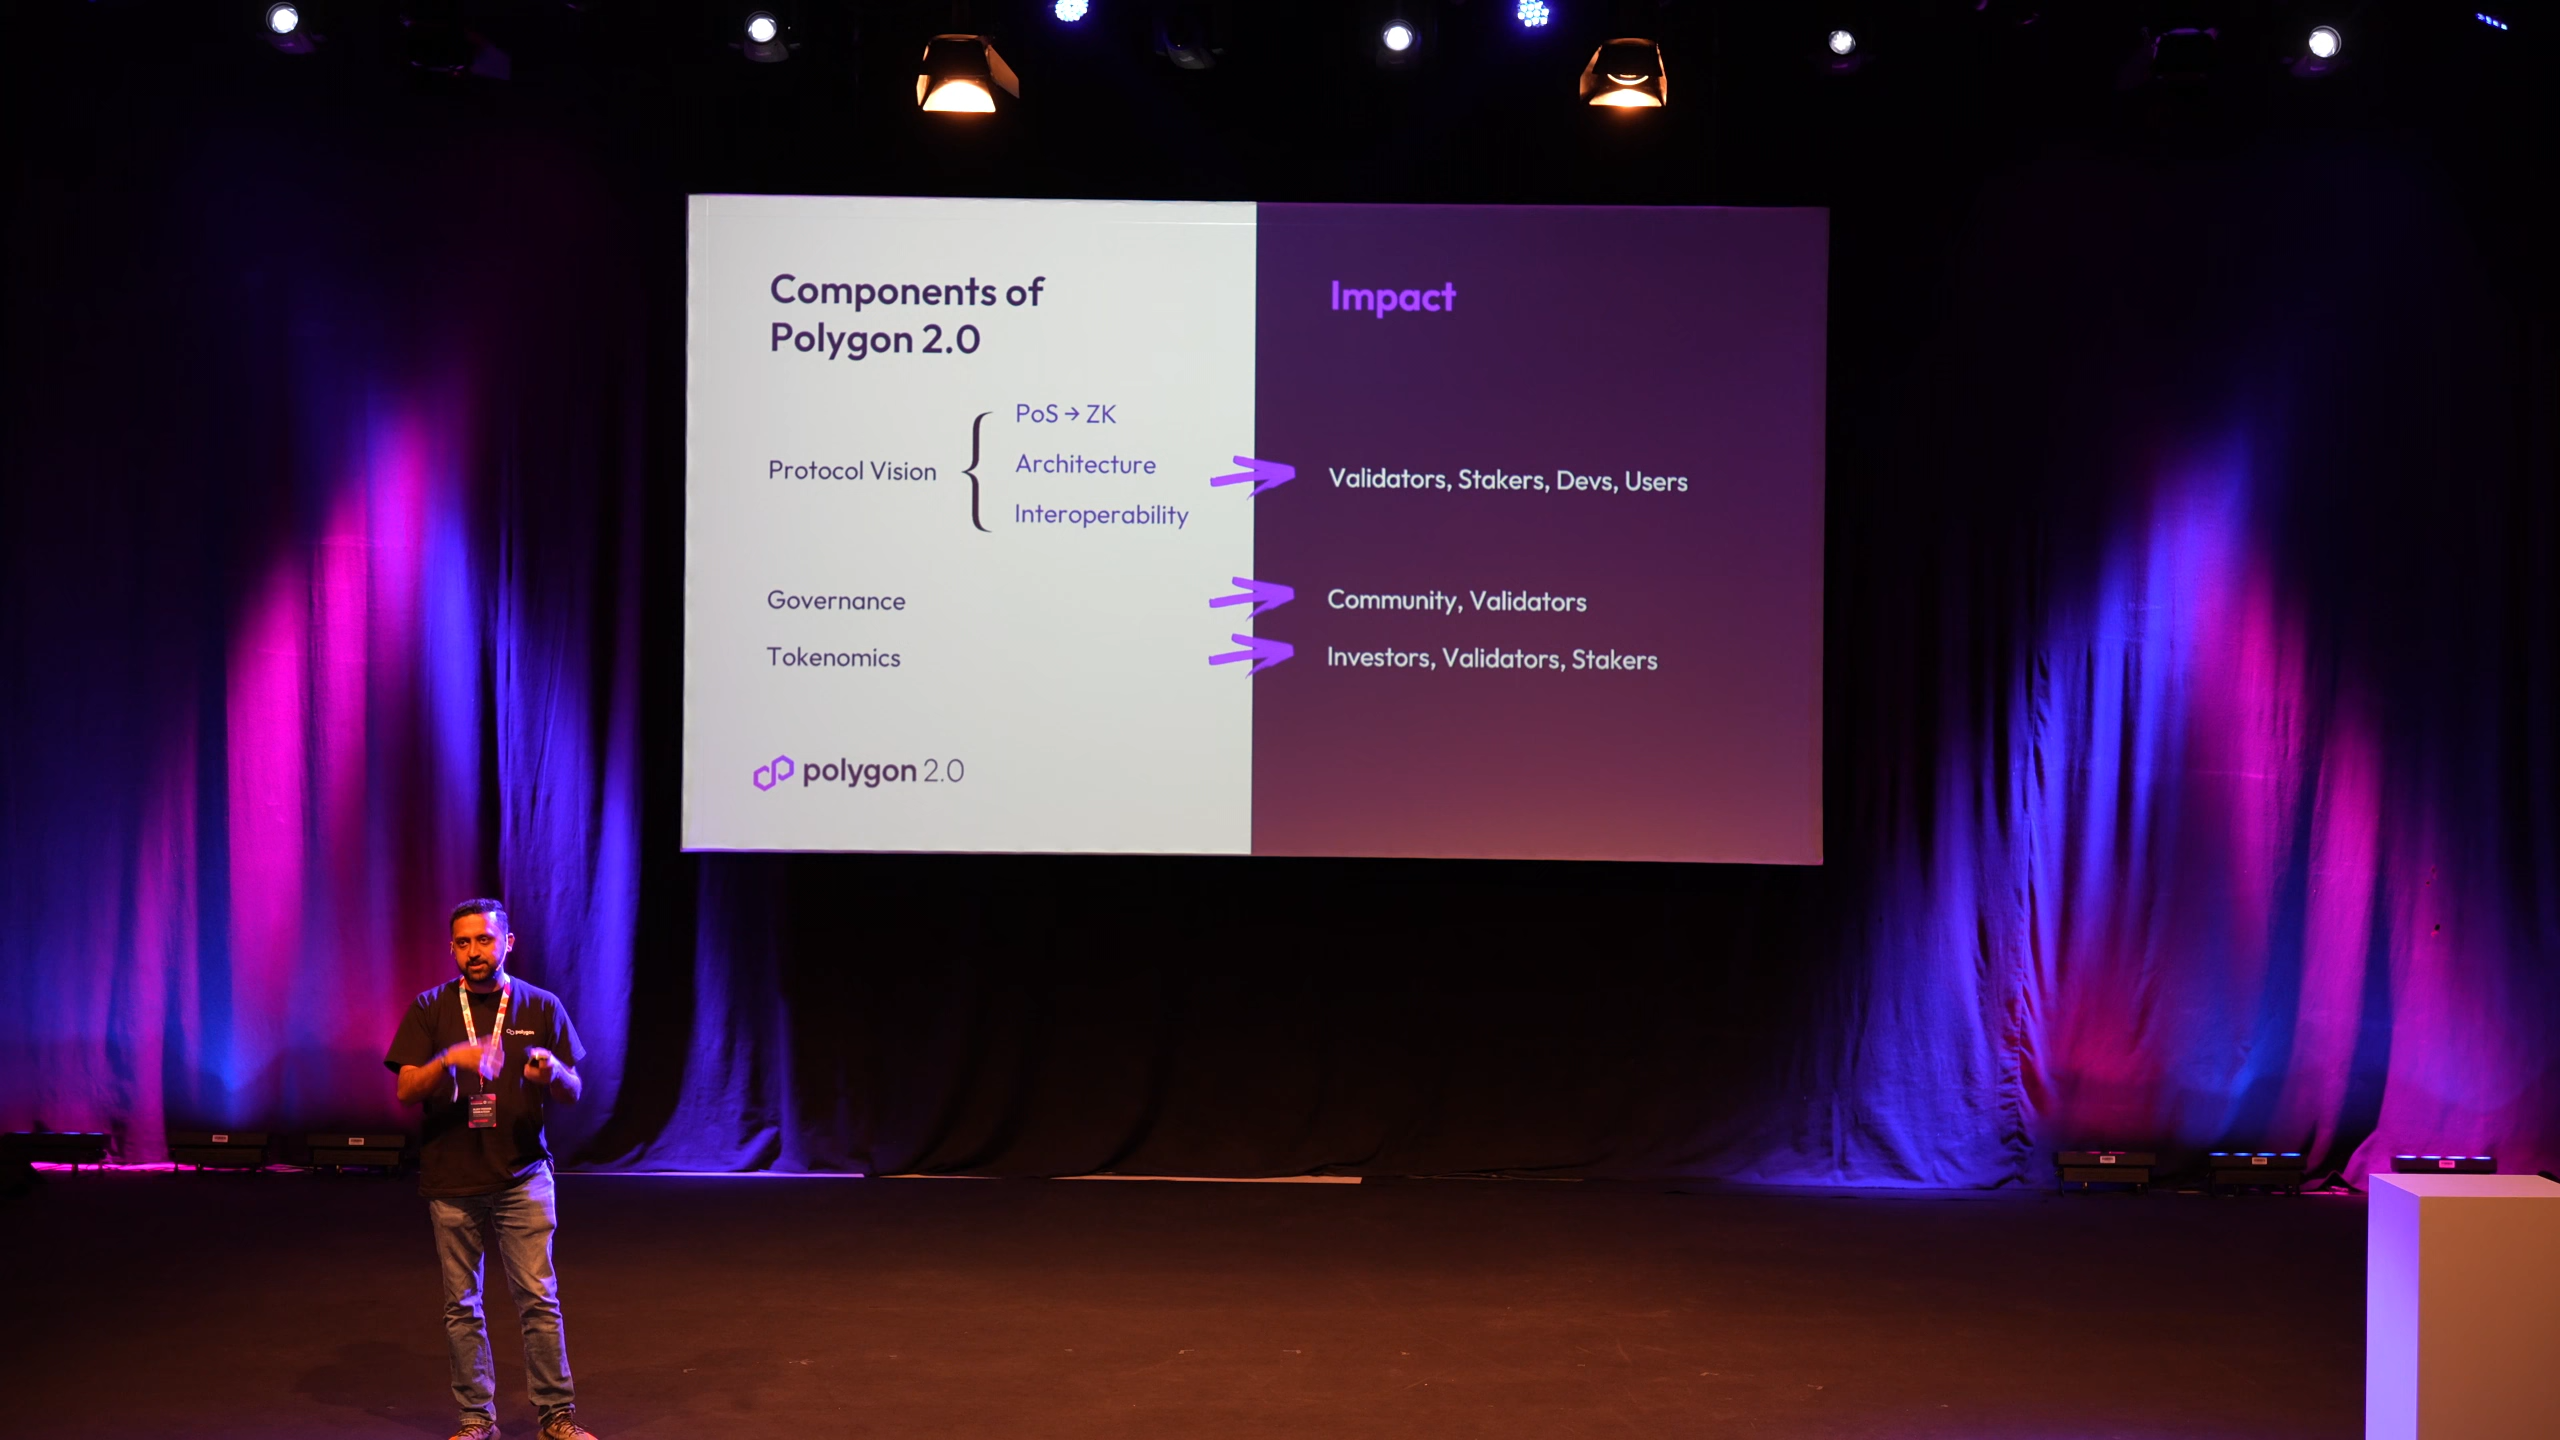 Components of
Polygon 2.0
Impact
Protocol Vision
PoS → ZK
Architecture
Interoperability
Validators, Stakers, Devs, Users
Governance
Community, Validators
Tokenomics
Investors, Validators, Stakers
polygon 2.0
polygon